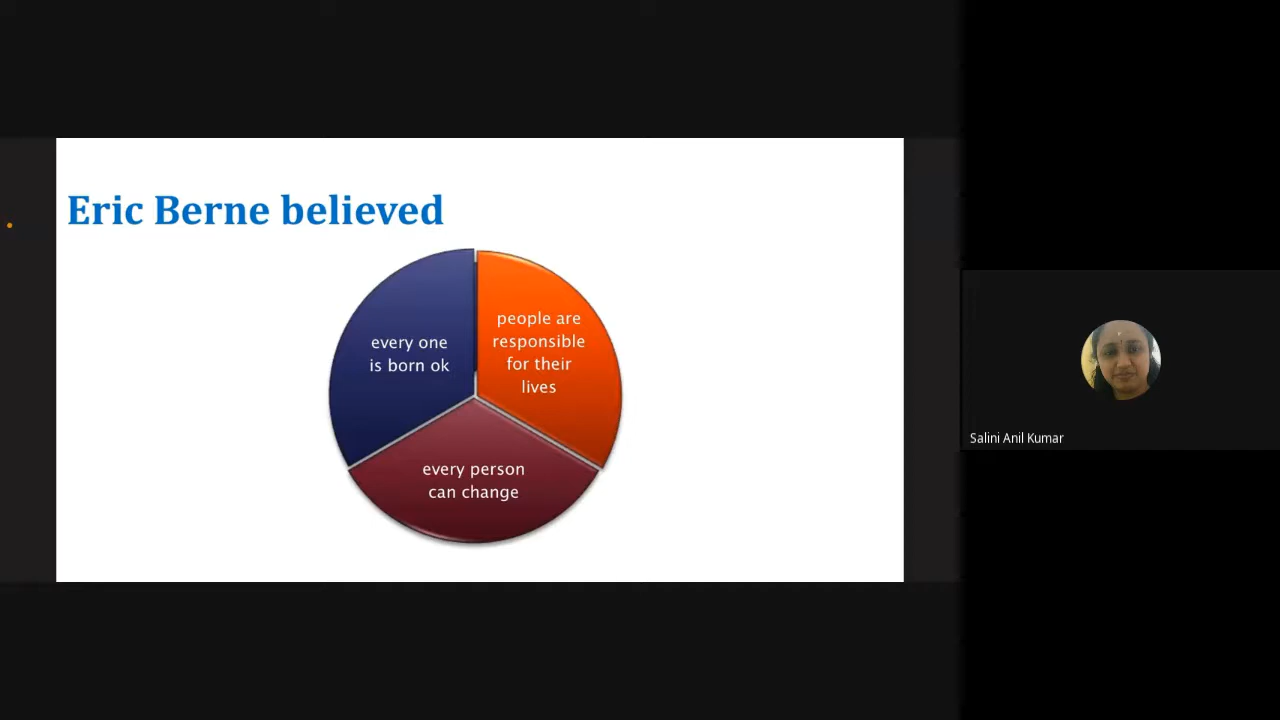 Eric Berne believed
every one
is born ok
people are
responsible
for their
lives
every person
can change
Salini Anil Kumar